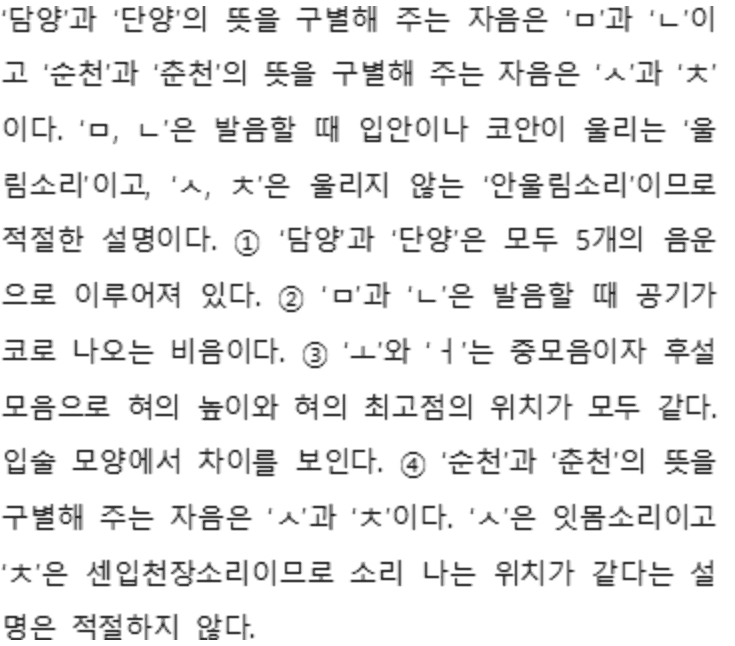 '담양'과 '단양'의 뜻을 구별해 주는 자음은 'ㅁ'과 'ㄴ'이
고 '순천'과 '춘천'의 뜻을 구별해 주는 자음은 'ㅅ'과 'ㅊ'
이다. 'ㅁ, ㄴ'은 발음할 때 입안이나 코안이 울리는 '울
림소리'이고, 'ㅅ, ㅊ'은 울리지 않는 '안울림소리'이므로
적절한 설명이다. ① '담양'과 '단양'은 모두 5개의 음운
으로 이루어져 있다. ② 'ㅁ'과 'ㄴ'은 발음할 때 공기가
코로 나오는 비음이다. ③ 'ㅗ'와 'ㅓ'는 중모음이자 후설
모음으로 혀의 높이와 혀의 최고점의 위치가 모두 같다.
입술 모양에서 차이를 보인다. ④ '순천'과 '춘천'의 뜻을
구별해 주는 자음은 'ㅅ'과 'ㅊ'이다. 'ㅅ'은 잇몸소리이고
'ㅊ'은 센입천장소리이므로 소리 나는 위치가 같다는 설
명은 적절하지 않다.